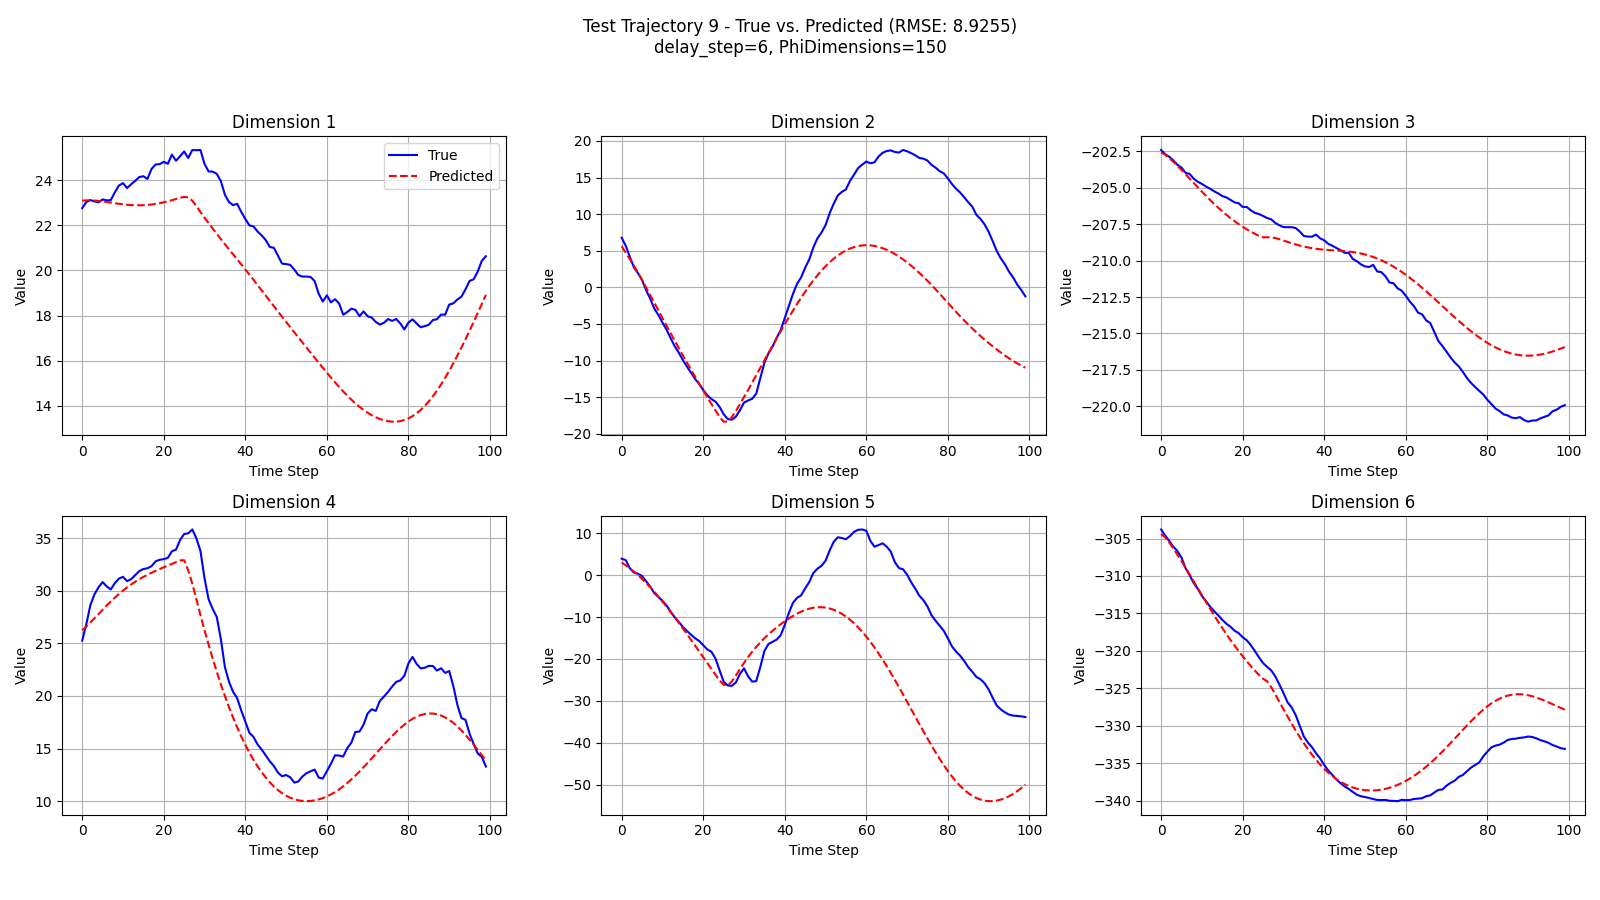 Test Trajectory 9 - True vs. Predicted (RMSE: 8.9255)
delay_step=6, PhiDimensions=150
Dimension 1
True
Predicted
24
22
20
18
16
14
Value
0 20 40 60 80 100
Time Step
Dimension 2
20
15
10
5
0
−5
−10
−15
−20
Value
0 20 40 60 80 100
Time Step
Dimension 3
−202.5
−205.0
−207.5
−210.0
−212.5
−215.0
−217.5
−220.0
Value
0 20 40 60 80 100
Time Step
Dimension 4
35
30
25
20
15
10
Value
0 20 40 60 80 100
Time Step
Dimension 5
10
0
−10
−20
−30
−40
−50
Value
0 20 40 60 80 100
Time Step
Dimension 6
−305
−310
−315
−320
−325
−330
−335
−340
Value
0 20 40 60 80 100
Time Step